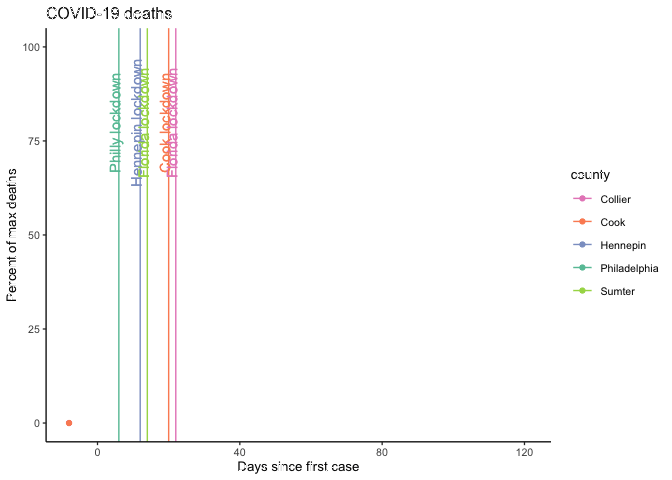 COVID-19 deaths
100
75
50
25
0
Percent of max deaths
Philly lockdown
Hennepin lockdown
Florida lockdown
Cook lockdown
Florida lockdown
0
40
80
120
Days since first case
county
Collier
Cook
Hennepin
Philadelphia
Sumter